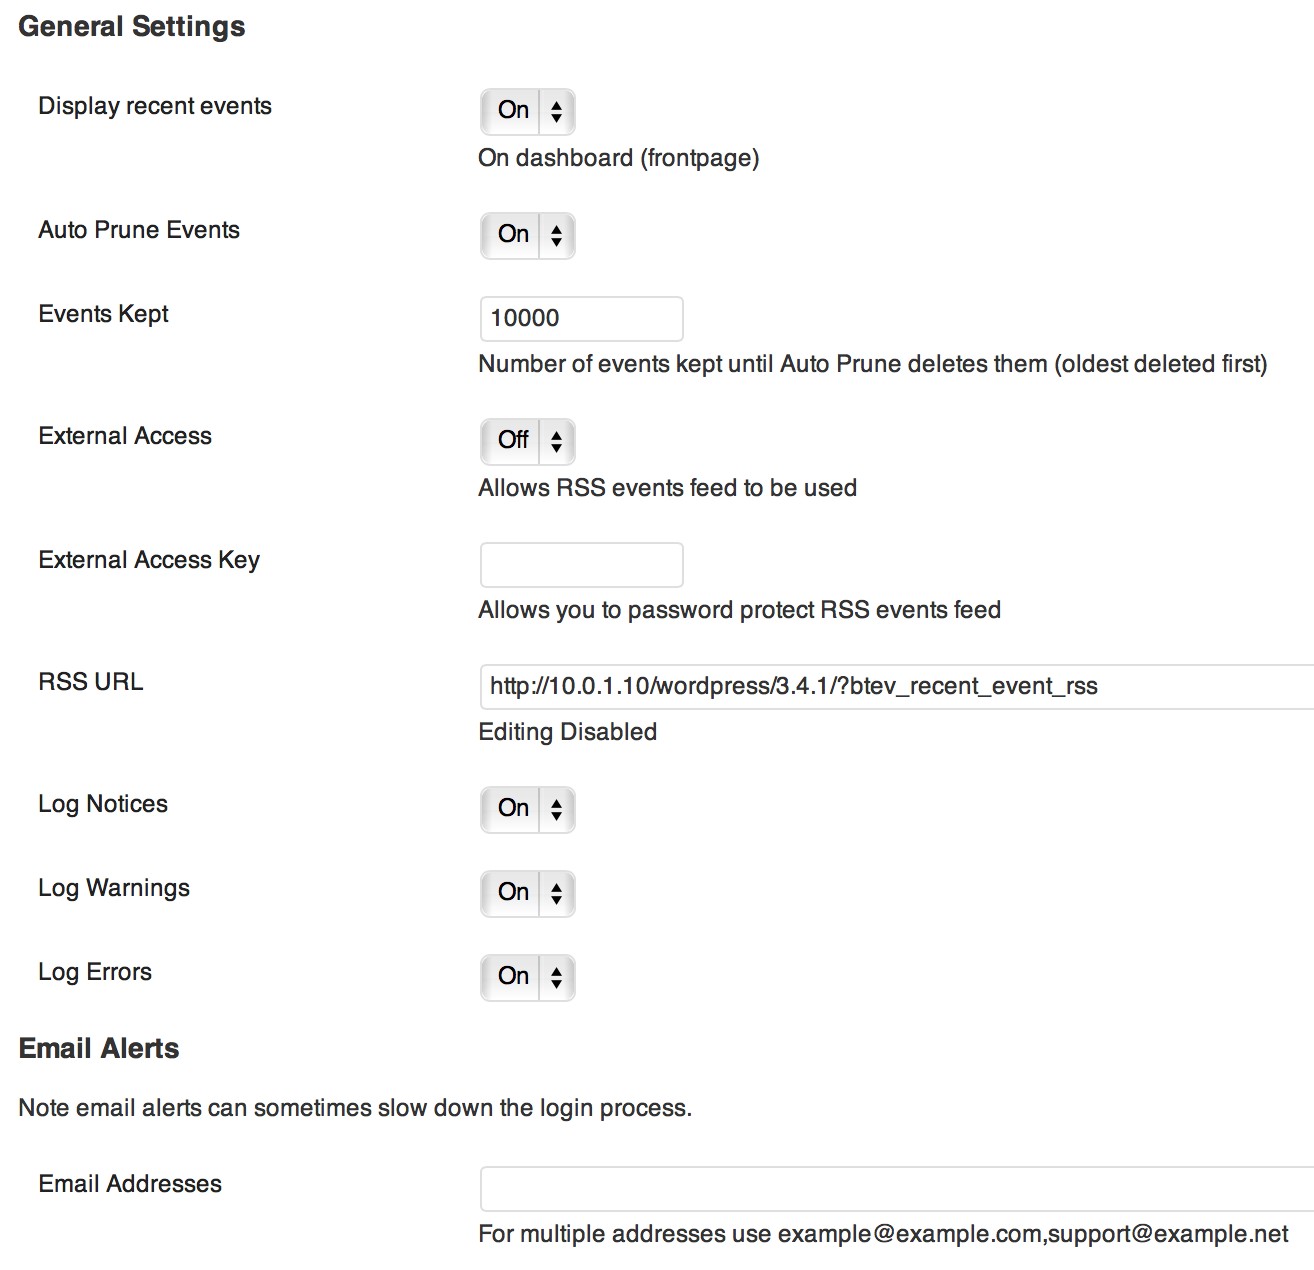 General Settings
Display recent events On
On dashboard (frontpage)
Auto Prune Events On
Events Kept 10000
Number of events kept until Auto Prune deletes them (oldest deleted first)
External Access Off
Allows RSS events feed to be used
External Access Key
Allows you to password protect RSS events feed
RSS URL http://10.0.1.10/wordpress/3.4.1/?btev_recent_event_rss
Editing Disabled
Log Notices On
Log Warnings On
Log Errors On
Email Alerts
Note email alerts can sometimes slow down the login process.
Email Addresses
For multiple addresses use example@example.com,support@example.net